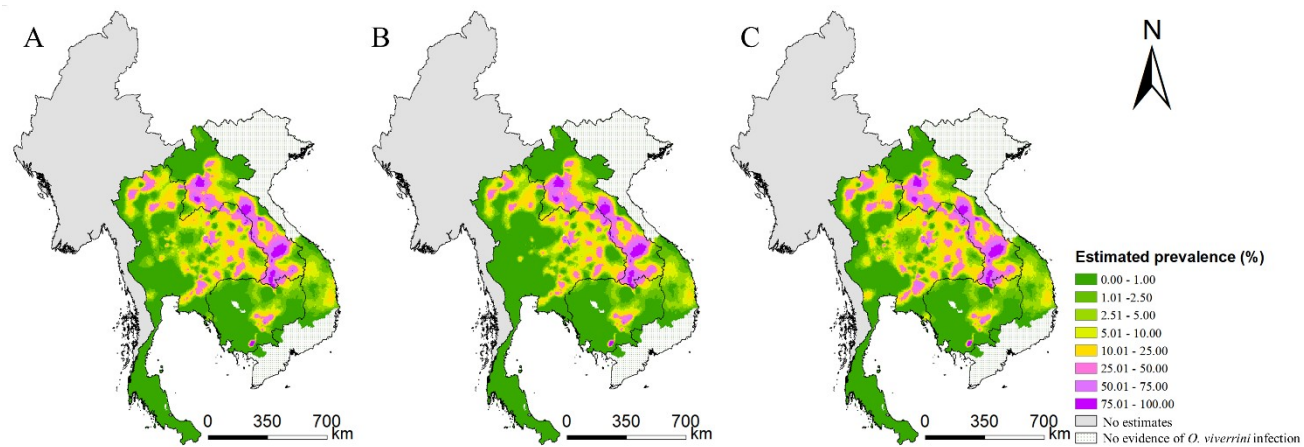 A
B
C
N
Estimated prevalence (%)
0.00 - 1.00
1.01 -2.50
2.51 - 5.00
5.01 - 10.00
10.01 - 25.00
25.01 - 50.00
50.01 - 75.00
75.01 - 100.00
No estimates
No evidence of O. viverrini infection
0 350 700
km
0 350 700
km
0 350 700
km